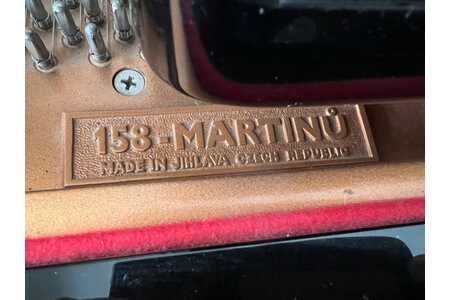 158-MARTINŮ
MADE IN JIHLAVA CZECH REPUBLIC